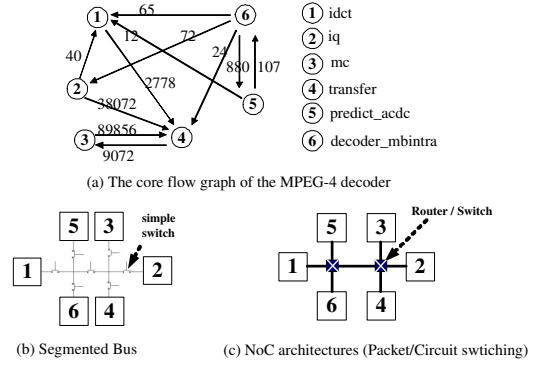 65
1
6
12
72
24
40
880
107
2778
2
5
38072
89856
3
4
9072
1 idct
2 iq
3 mc
4 transfer
5 predict_acdc
6 decoder_mbintra
(a) The core flow graph of the MPEG-4 decoder
5 3
simple
switch
1 2
6 4
(b) Segmented Bus
Router / Switch
5 3
1 2
6 4
(c) NoC architectures (Packet/Circuit swtiching)